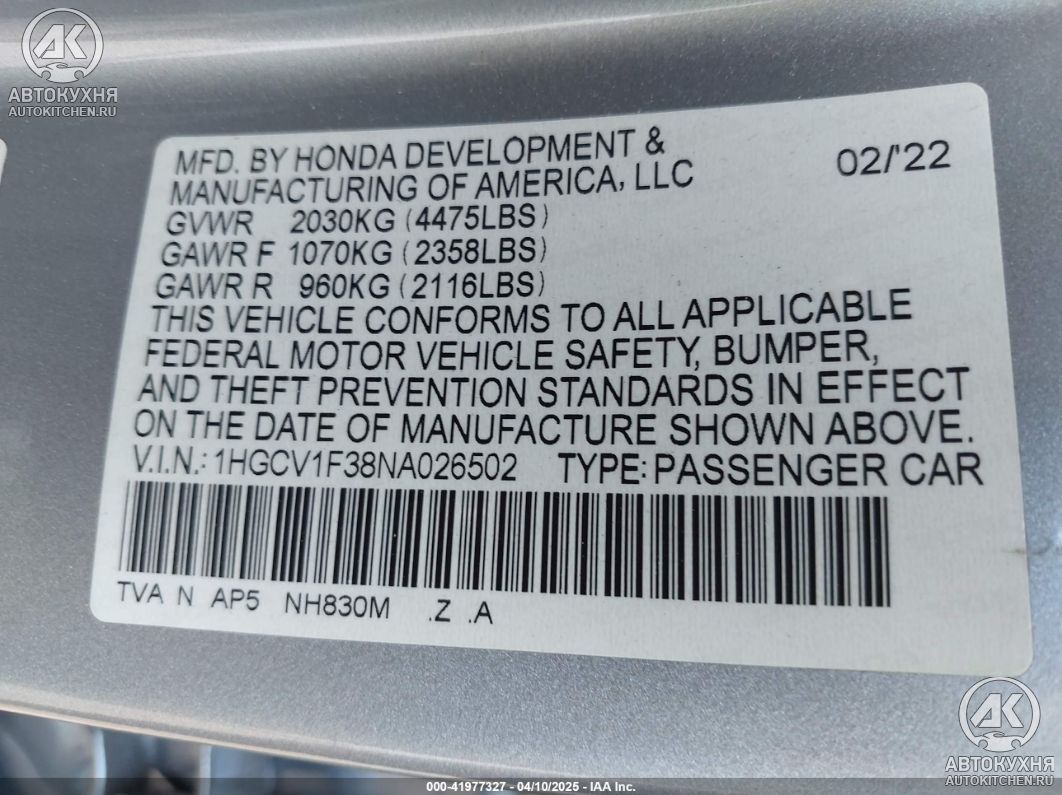 AK
АВТОКУХНЯ
AUTOKITCHEN.RU
MFD. BY HONDA DEVELOPMENT &
MANUFACTURING OF AMERICA, LLC
02/'22
GVWR 2030KG (4475LBS)
GAWR F 1070KG (2358LBS)
GAWR R 960KG (2116LBS)
THIS VEHICLE CONFORMS TO ALL APPLICABLE
FEDERAL MOTOR VEHICLE SAFETY, BUMPER,
AND THEFT PREVENTION STANDARDS IN EFFECT
ON THE DATE OF MANUFACTURE SHOWN ABOVE.
V.I.N.: 1HGCV1F38NA026502 TYPE: PASSENGER CAR
TVA N AP5 NH830M .Z .A
AK
АВТОКУХНЯ
AUTOKITCHEN.RU
000-41977327 - 04/10/2025 - IAA Inc.